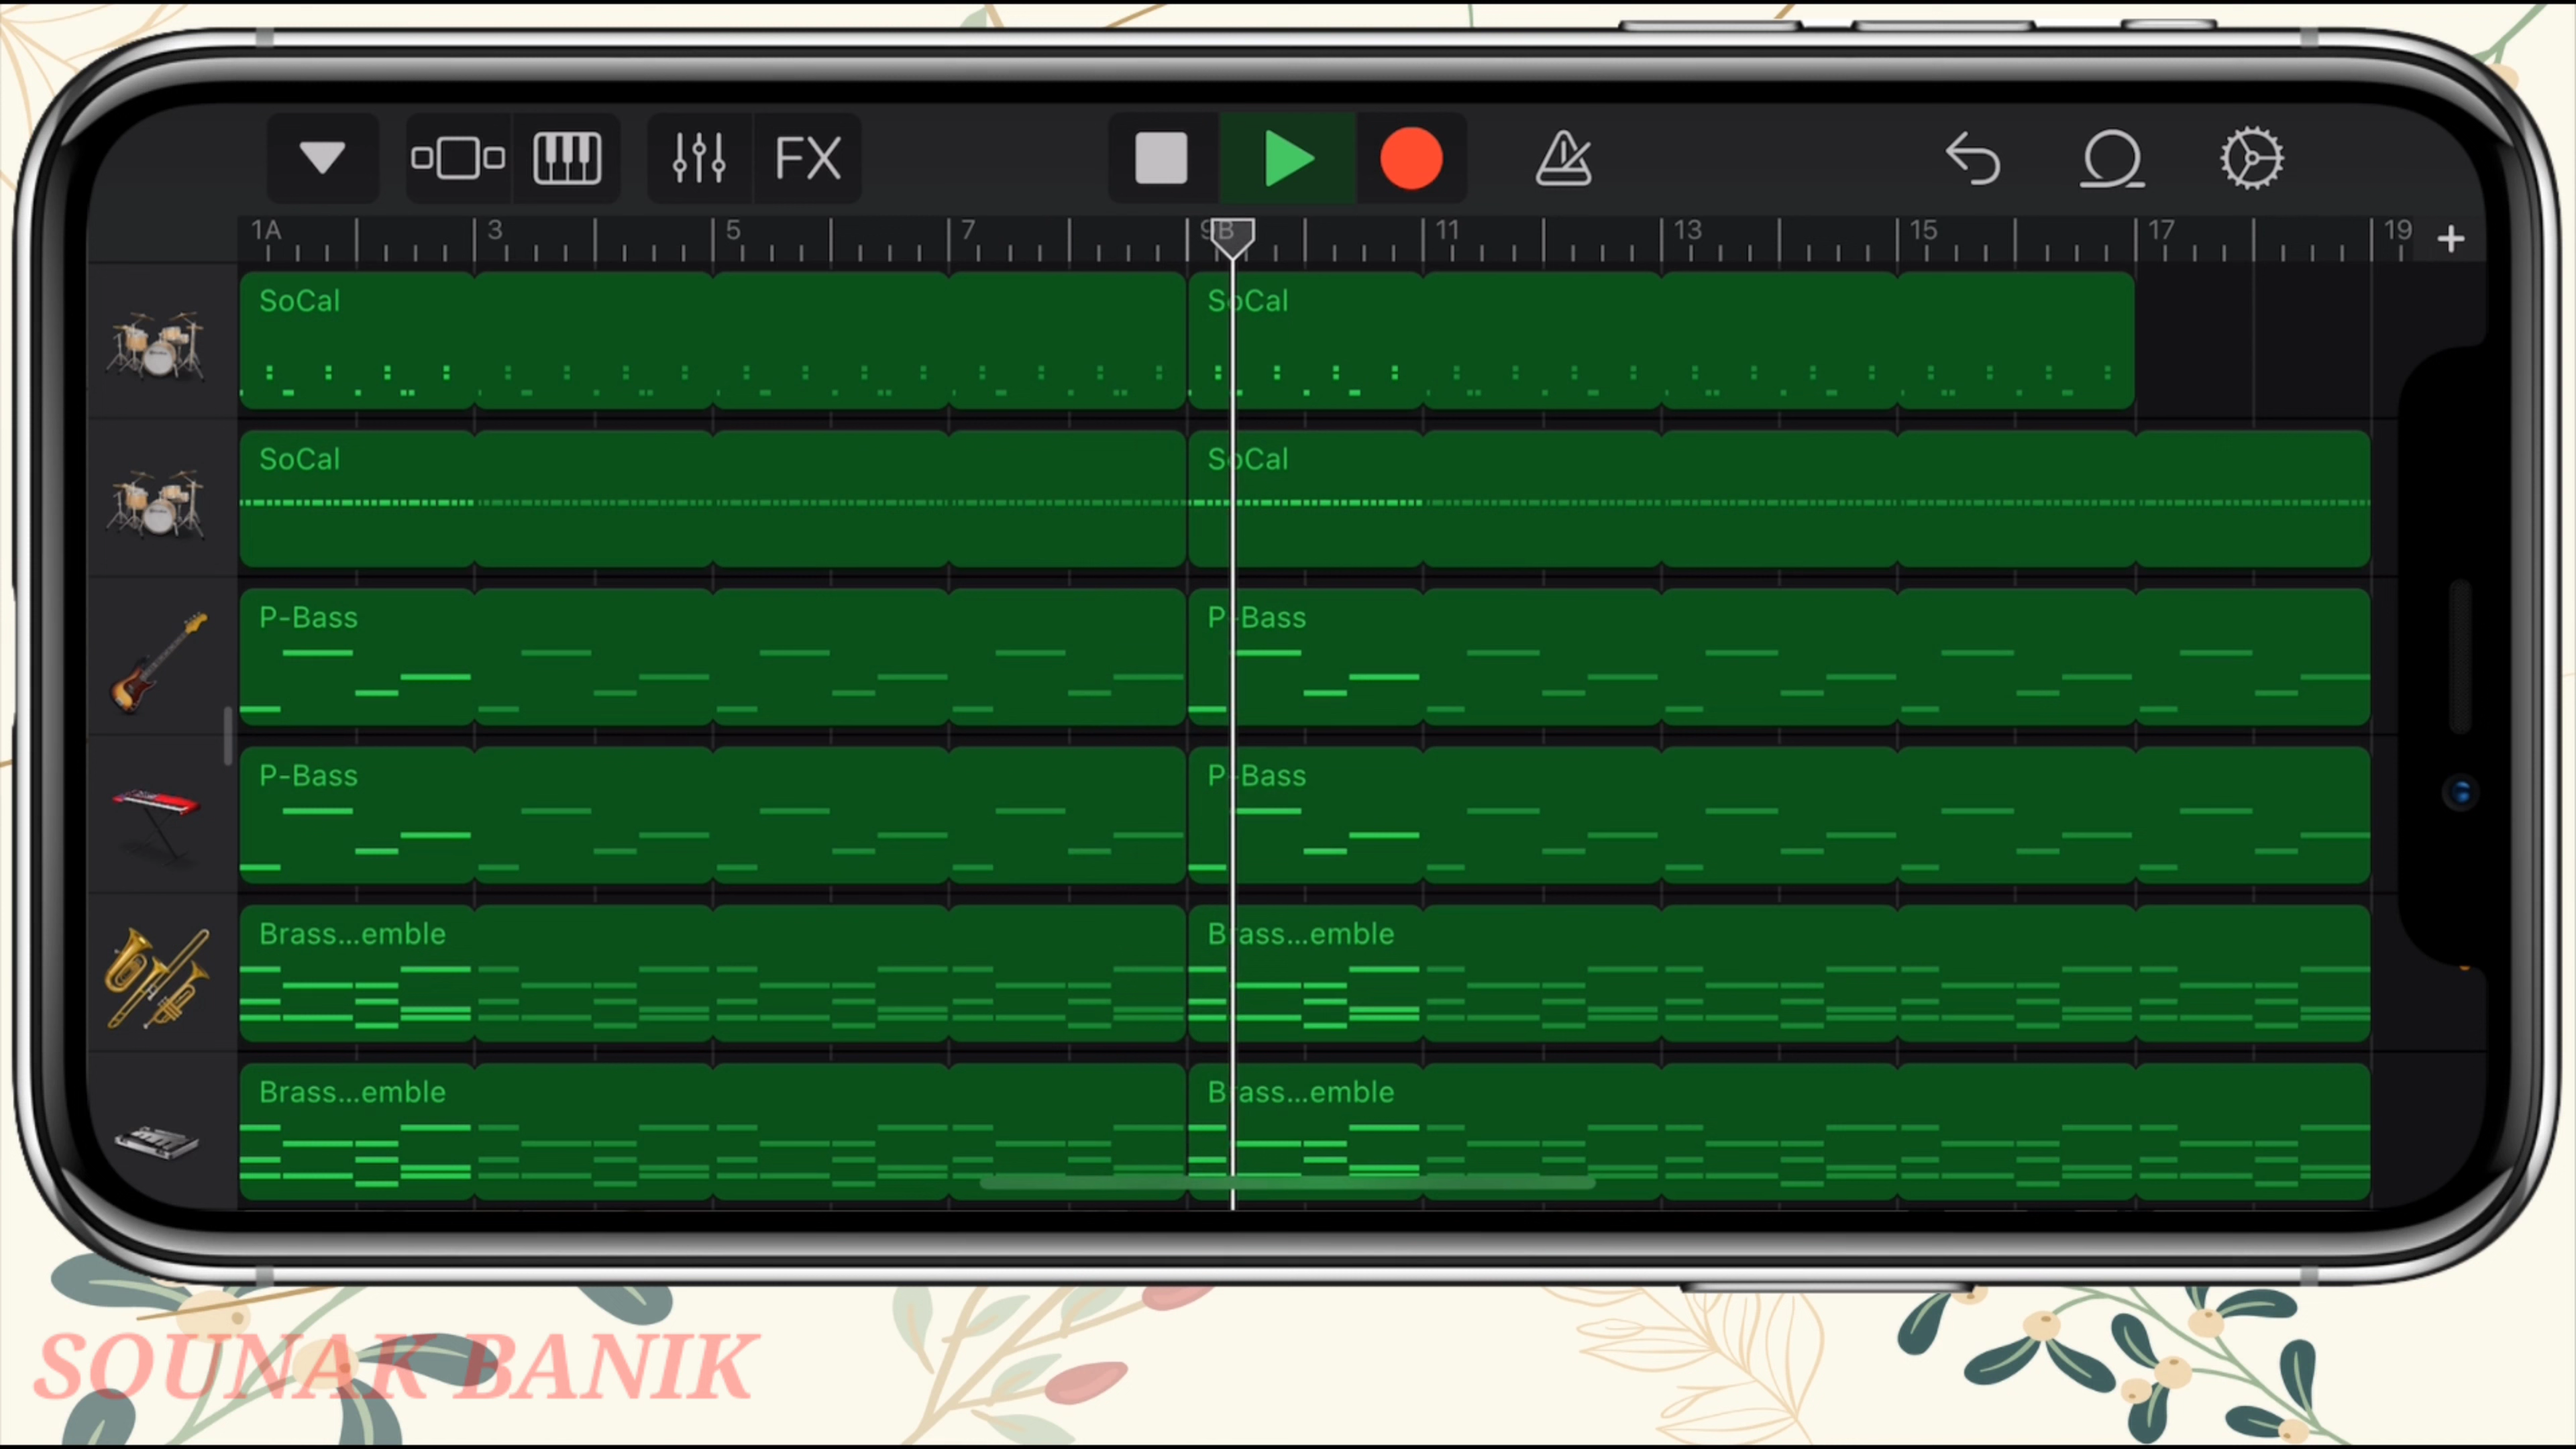 FX
1A 3 5 7 9B 11 13 15 17 19 +
SoCal SoCal
SoCal SoCal
P-Bass P-Bass
P-Bass P-Bass
Brass...emble Brass...emble
Brass...emble Brass...emble
SOUNAK BANIK